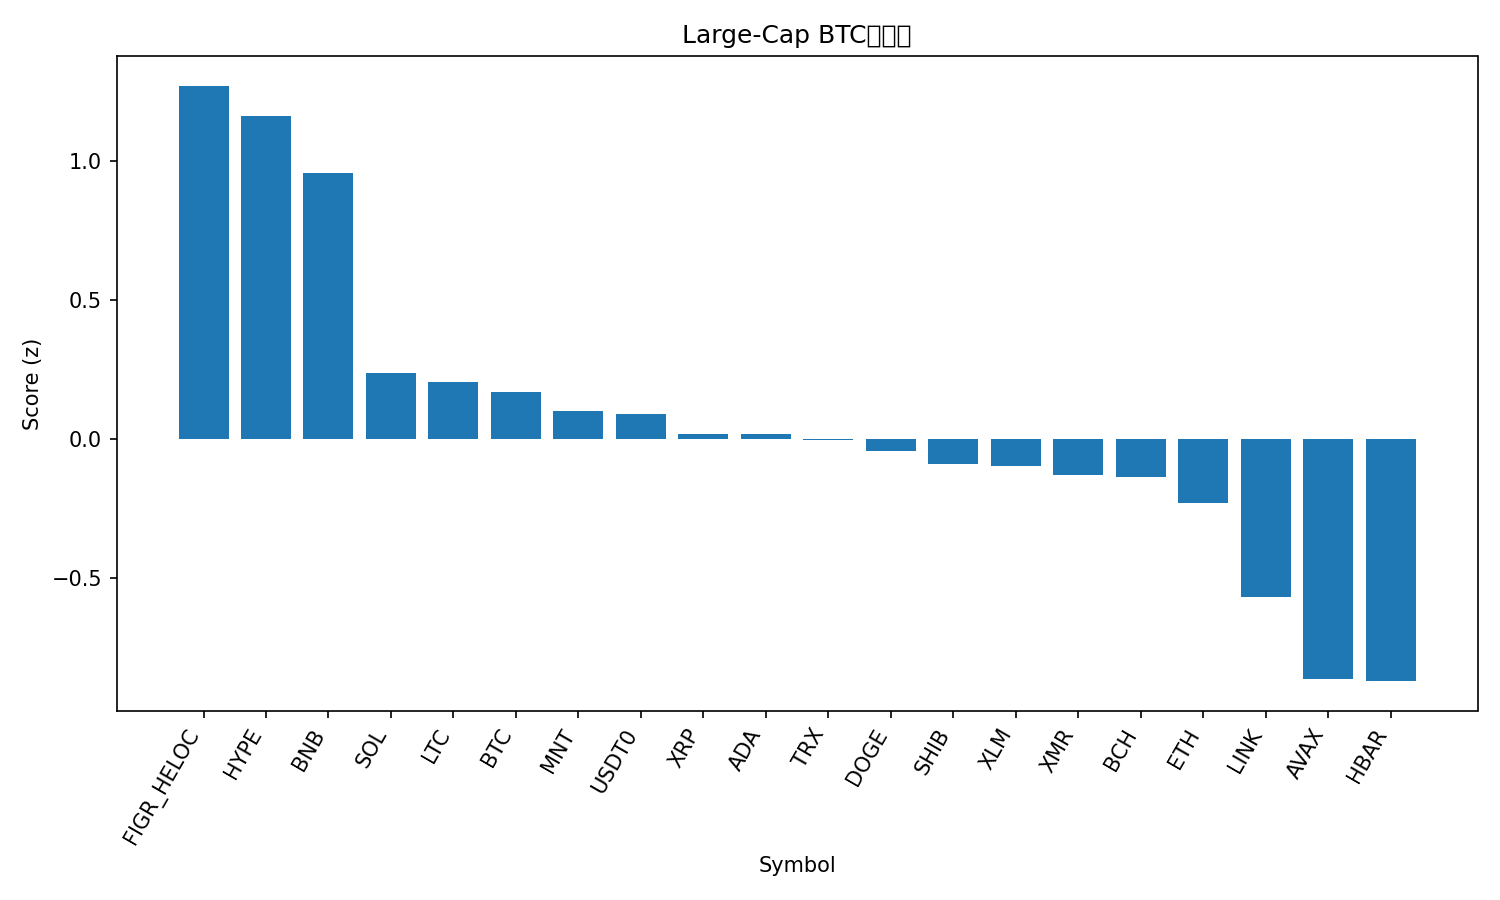 Large-Cap BTC
Score (z)
1.0
0.5
0.0
−0.5
FIGR_HELOC
HYPE
BNB
SOL
LTC
BTC
MNT
USDT0
XRP
ADA
TRX
DOGE
SHIB
XLM
XMR
BCH
ETH
LINK
AVAX
HBAR
Symbol